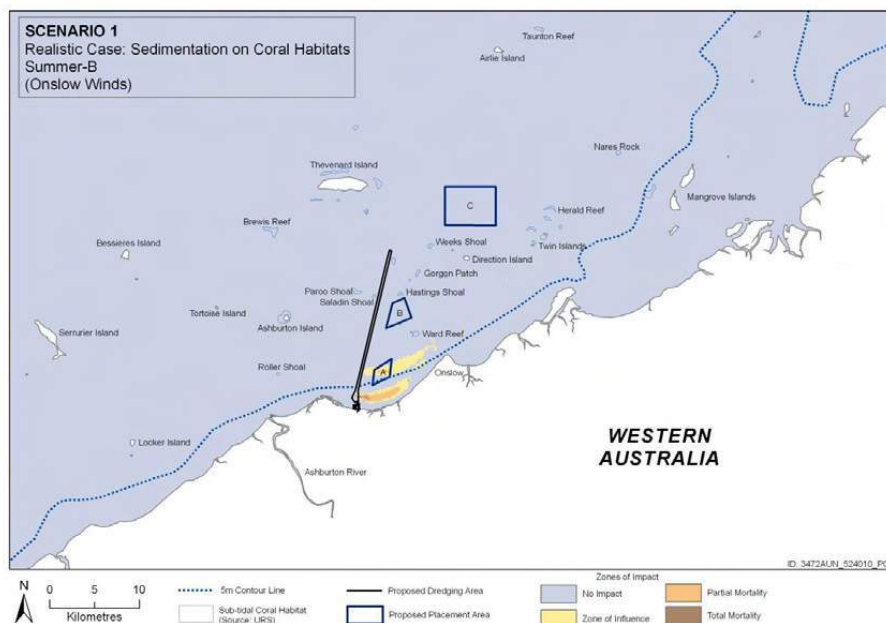 SCENARIO 1
Realistic Case: Sedimentation on Coral Habitats
Summer-B
(Onslow Winds)
Taunton Reef
Airlie Island
Nares Rock
Thevenard Island
Mangrove Islands
C
Herald Reef
Brewis Reef
Weeks Shoal
Twin Islands
Bessieres Island
Direction Island
Gorgon Patch
Paroo Shoal
Hastings Shoal
Saladin Shoal
Tortoise Island
B
Ashburton Island
Serrurier Island
Ward Reef
Roller Shoal
A
Onslow
WESTERN
AUSTRALIA
Locker Island
Ashburton River
ID: 3472AUN_524010_PC
N
0 5 10
Kilometres
5m Contour Line
Sub-tidal Coral Habitat
(Source: URS)
Proposed Dredging Area
Proposed Placement Area
Zones of Impact
No Impact
Zone of Influence
Partial Mortality
Total Mortality